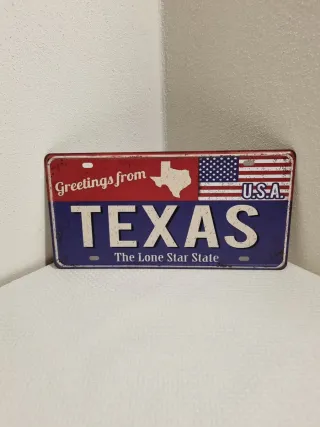 Greetings from
U.S.A.
TEXAS
The Lone Star State